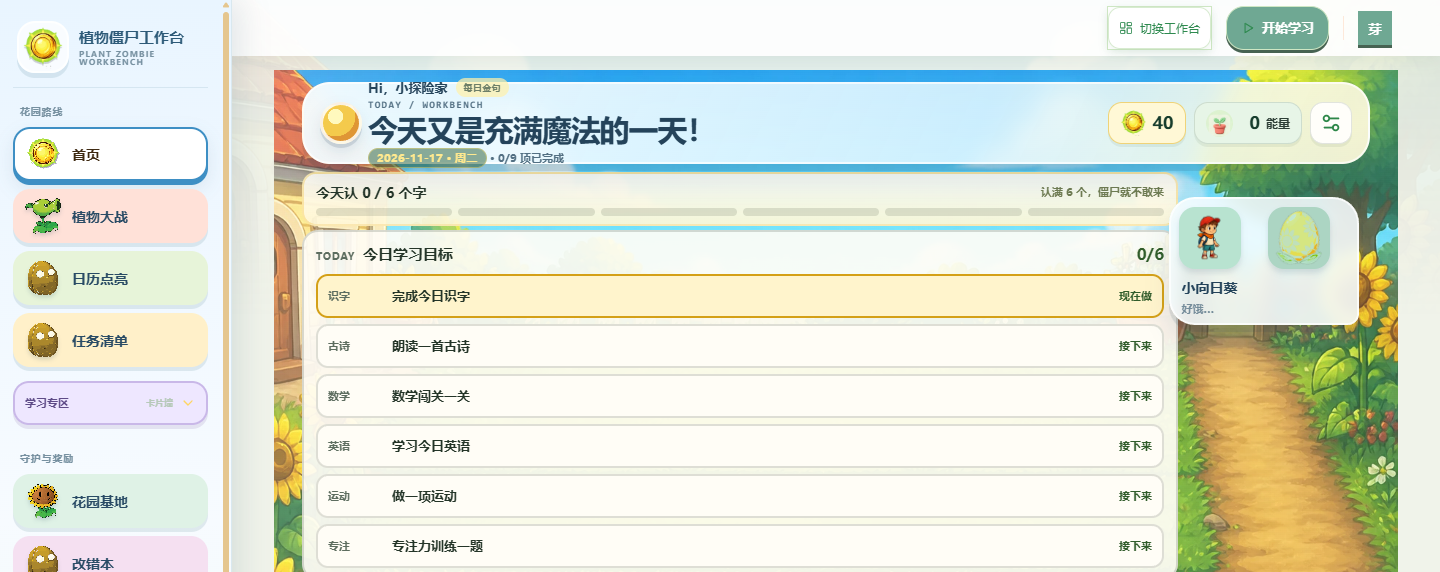 植物僵尸工作台
PLANT ZOMBIE
WORKBENCH
花园路线
首页
植物大战
日历点亮
任务清单
学习专区 卡片墙
守护与奖励
花园基地
改错本
切换工作台
开始学习
芽
Hi，小探险家 每日金句
TODAY / WORKBENCH
今天又是充满魔法的一天！
2026-11-17 • 周二 • 0/9 项已完成
40
0 能量
今天认 0 / 6 个字 认满 6 个，僵尸就不敢来
TODAY 今日学习目标 0/6
识字 完成今日识字 现在做
古诗 朗读一首古诗 接下来
数学 数学闯关一关 接下来
英语 学习今日英语 接下来
运动 做一项运动 接下来
专注 专注力训练一题 接下来
小向日葵
好饿...